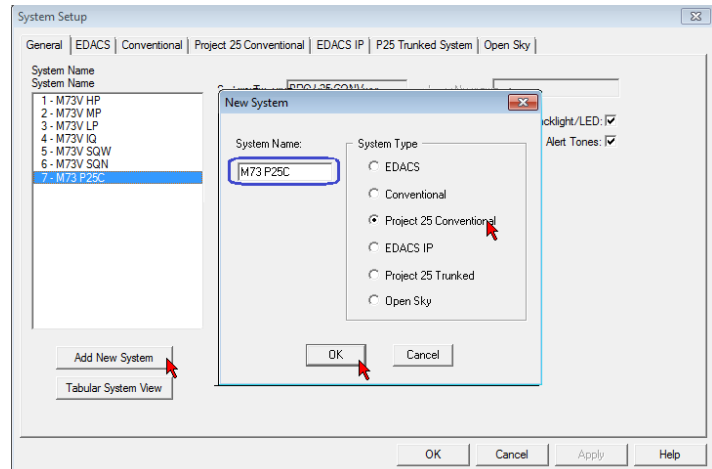 System Setup
General EDACS Conventional Project 25 Conventional EDACS IP P25 Trunked System Open Sky
System Name
System Name
1 - M73V HP
2 - M73V MP
3 - M73V LP
4 - M73V IQ
5 - M73V SQW
6 - M73V SQN
7 - M73 P25C
Add New System
Tabular System View
New System
System Name:
M73 P25C
System Type
EDACS
Conventional
Project 25 Conventional
EDACS IP
Project 25 Trunked
Open Sky
OK Cancel
acklight/LED:
Alert Tones:
OK Cancel Apply Help